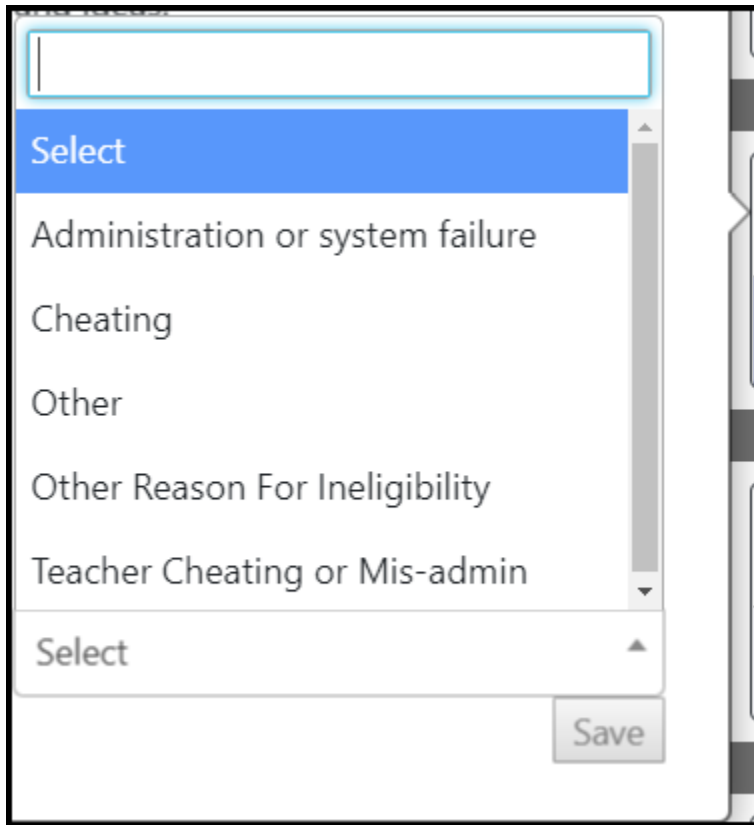 Select
Administration or system failure
Cheating
Other
Other Reason For Ineligibility
Teacher Cheating or Mis-admin
Select
Save